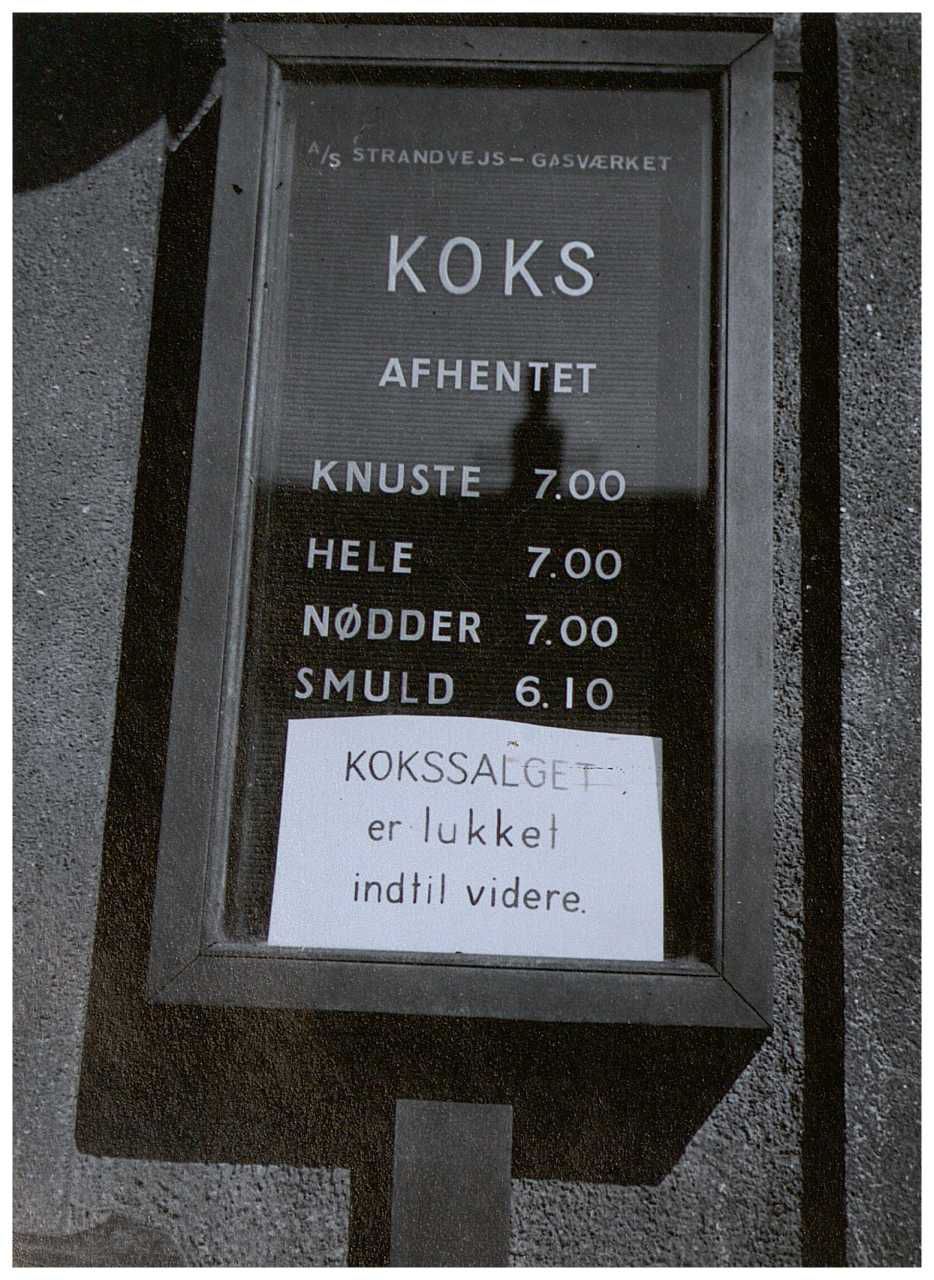 A/S STRANDVEJS – GASVÆRKET
KOKS
AFHENTET
KNUSTE 7.00
HELE 7.00
NØDDER 7.00
SMULD 6.10
KOKSSALGET
er lukket
indtil videre.